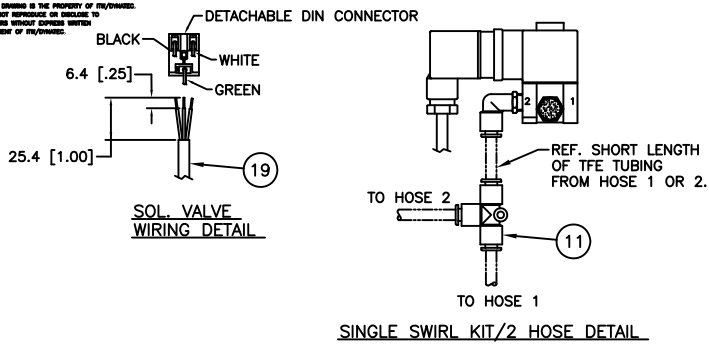 DRAWING IS THE PROPERTY OF ITW/DYNATEC.
NOT REPRODUCE OR DISCLOSE TO
RS WITHOUT EXPRESS WRITTEN
MENT OF ITW/DYNATEC.
DETACHABLE DIN CONNECTOR
BLACK
WHITE
GREEN
6.4 [.25]
25.4 [1.00]
19
SOL. VALVE
WIRING DETAIL
2
1
REF. SHORT LENGTH
OF TFE TUBING
FROM HOSE 1 OR 2.
TO HOSE 2
11
TO HOSE 1
SINGLE SWIRL KIT/2 HOSE DETAIL